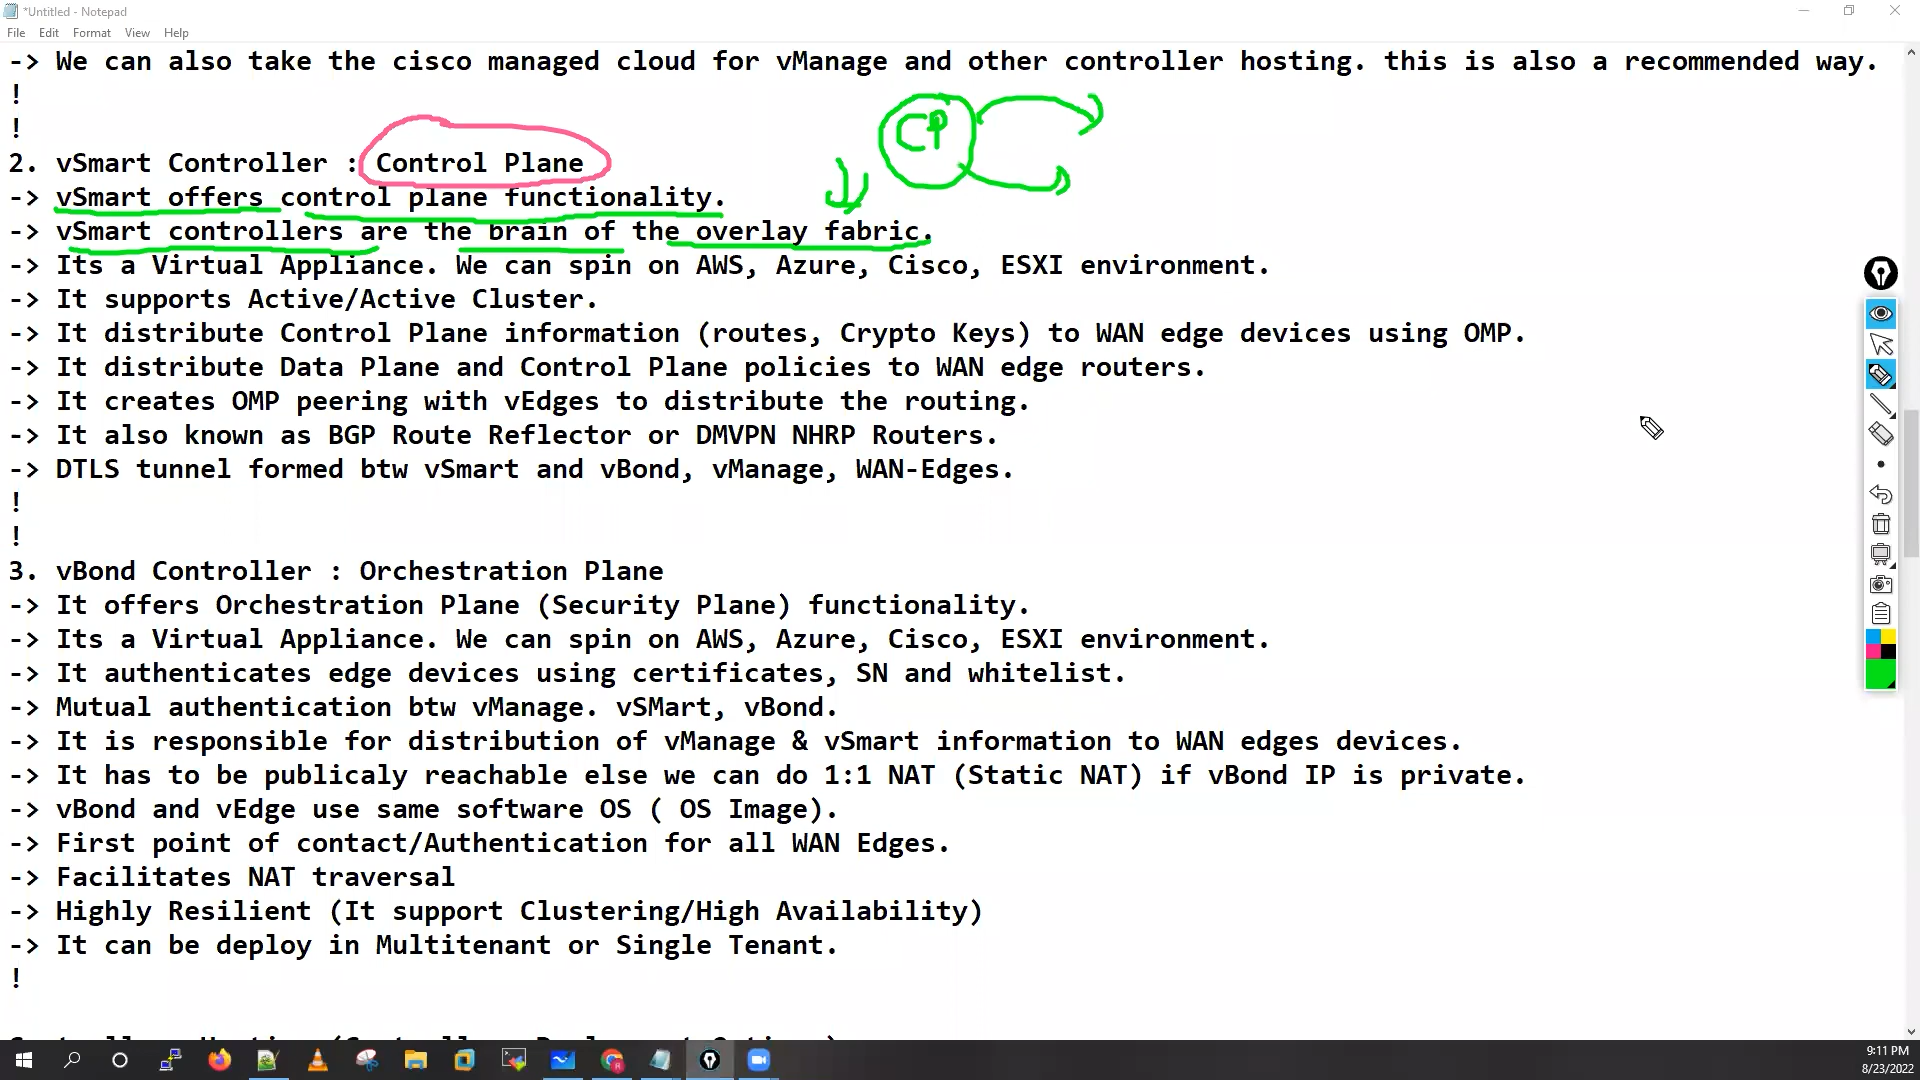 *Untitled - Notepad
File Edit Format View Help
-> We can also take the cisco managed cloud for vManage and other controller hosting. this is also a recommended way.
!
!
CP
2. vSmart Controller : Control Plane
-> vSmart offers control plane functionality.
-> vSmart controllers are the brain of the overlay fabric.
-> Its a Virtual Appliance. We can spin on AWS, Azure, Cisco, ESXI environment.
-> It supports Active/Active Cluster.
-> It distribute Control Plane information (routes, Crypto Keys) to WAN edge devices using OMP.
-> It distribute Data Plane and Control Plane policies to WAN edge routers.
-> It creates OMP peering with vEdges to distribute the routing.
-> It also known as BGP Route Reflector or DMVPN NHRP Routers.
-> DTLS tunnel formed btw vSmart and vBond, vManage, WAN-Edges.
!
!
3. vBond Controller : Orchestration Plane
-> It offers Orchestration Plane (Security Plane) functionality.
-> Its a Virtual Appliance. We can spin on AWS, Azure, Cisco, ESXI environment.
-> It authenticates edge devices using certificates, SN and whitelist.
-> Mutual authentication btw vManage. vSMart, vBond.
-> It is responsible for distribution of vManage & vSmart information to WAN edges devices.
-> It has to be publicaly reachable else we can do 1:1 NAT (Static NAT) if vBond IP is private.
-> vBond and vEdge use same software OS ( OS Image).
-> First point of contact/Authentication for all WAN Edges.
-> Facilitates NAT traversal
-> Highly Resilient (It support Clustering/High Availability)
-> It can be deploy in Multitenant or Single Tenant.
!
9:11 PM
8/23/2022